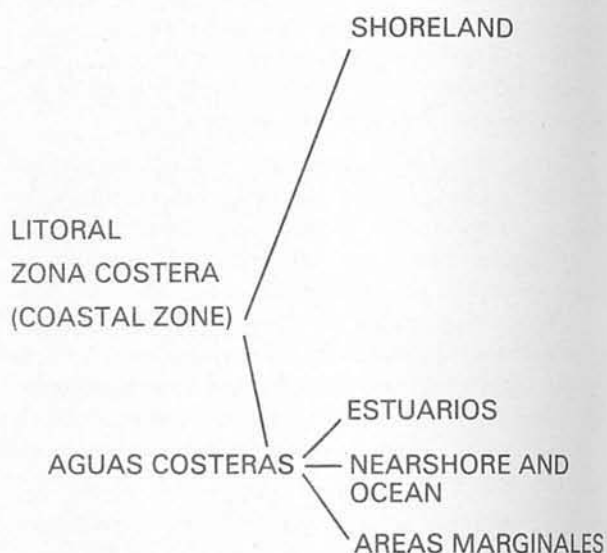 SHORELAND
LITORAL
ZONA COSTERA
(COASTAL ZONE)
ESTUARIOS
AGUAS COSTERAS
NEARSHORE AND
OCEAN
AREAS MARGINALES